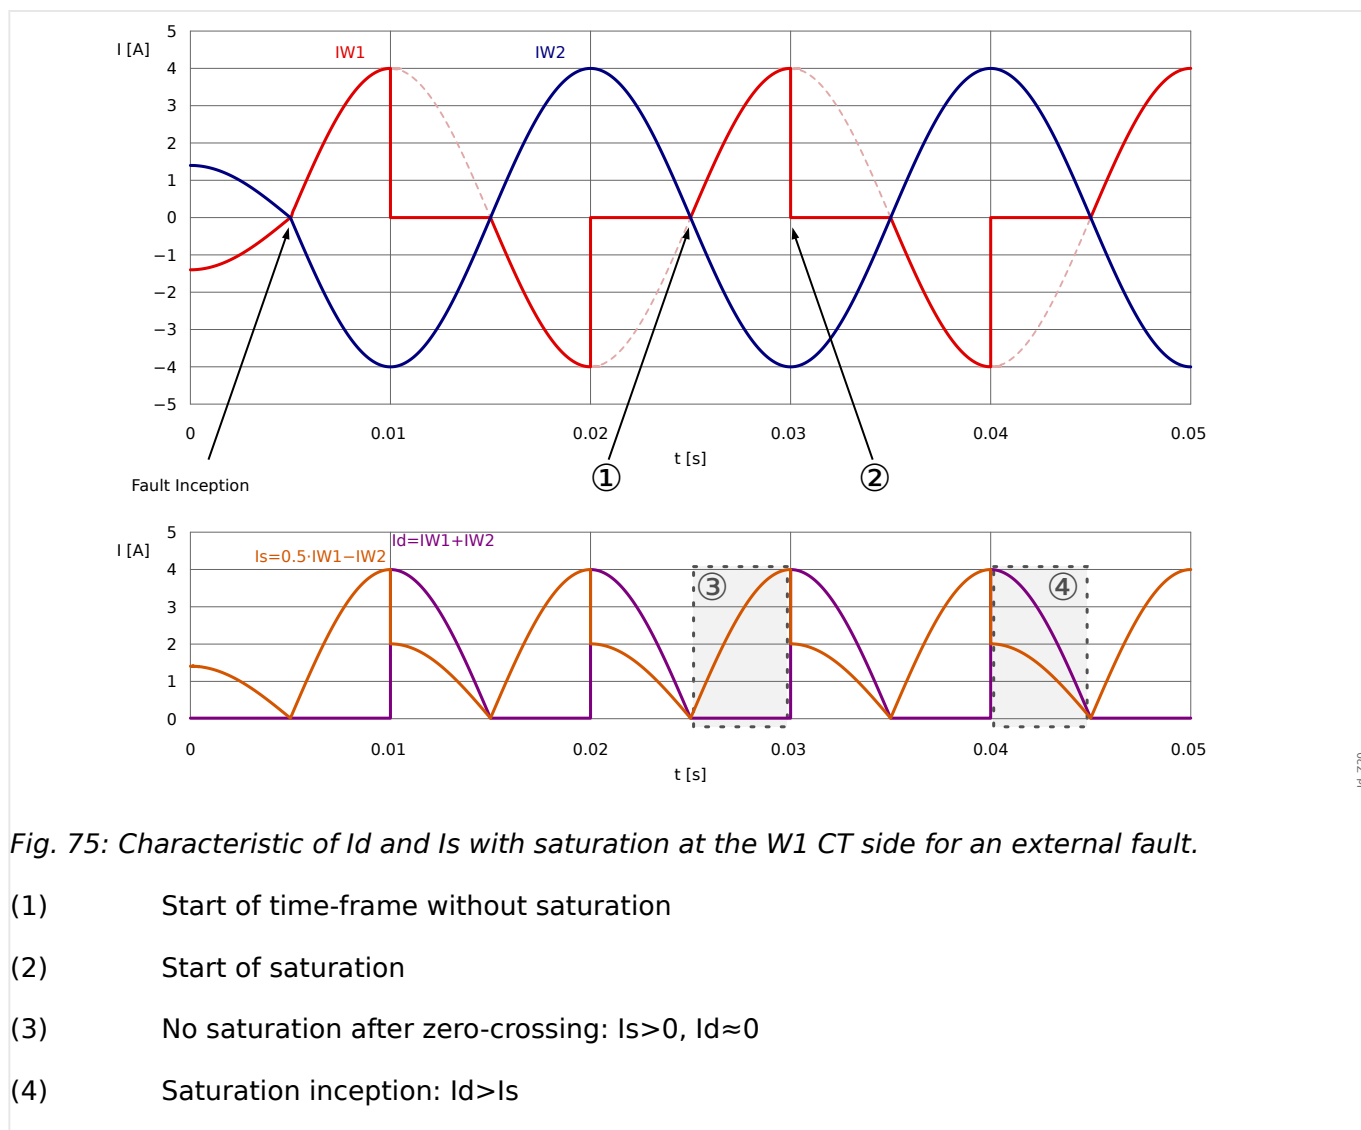 I [A]
IW1
IW2
5
4
3
2
1
0
−1
−2
−3
−4
−5
0 0.01 0.02 0.03 0.04 0.05
t [s]
Fault Inception
①
②
I [A]
Is=0.5·IW1−IW2
Id=IW1+IW2
5
4
3
2
1
0
③
④
0 0.01 0.02 0.03 0.04 0.05
t [s]
Fig. 75: Characteristic of Id and Is with saturation at the W1 CT side for an external fault.
(1) Start of time-frame without saturation
(2) Start of saturation
(3) No saturation after zero-crossing: Is>0, Id≈0
(4) Saturation inception: Id>Is